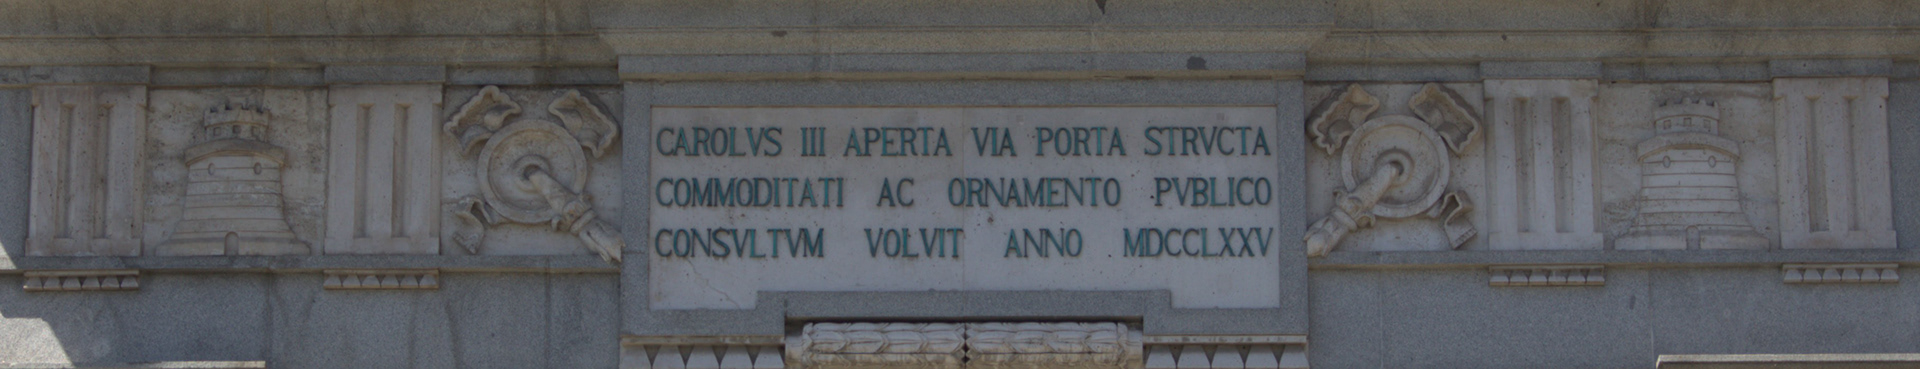 CAROLVS III APERTA VIA PORTA STRVCTA
COMMODITATI AC ORNAMENTO PVBLICO
CONSVLTVM VOLVIT ANNO MDCCLXXV